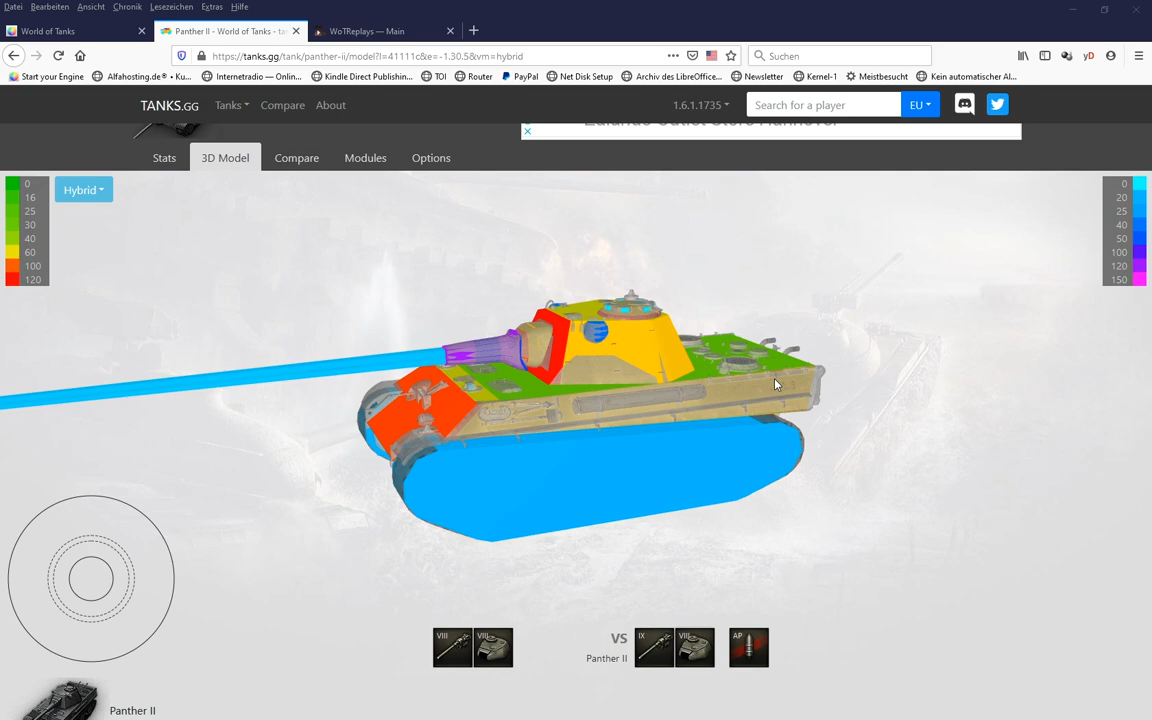 Datei Bearbeiten Ansicht Chronik Lesezeichen Extras Hilfe
World of Tanks
Panther II - World of Tanks - tan
WoTReplays — Main
https://tanks.gg/tank/panther-ii/model?l=41111c&e=-1.30.5&vm=hybrid
Suchen
Start your Engine Alfahosting.de® • Ku... Internetradio — Onlin... Kindle Direct Publishin... TOI Router PayPal Net Disk Setup Archiv des LibreOffice... Newsletter Kernel-1 Meistbesucht Kein automatischer Al...
TANKS.GG Tanks Compare About 1.6.1.1735 Search for a player EU
Stats 3D Model Compare Modules Options
Hybrid
0
16
25
30
40
60
100
120
0
20
25
40
50
100
120
150
VIII VIII VS IX VIII AP
Panther II
Panther II